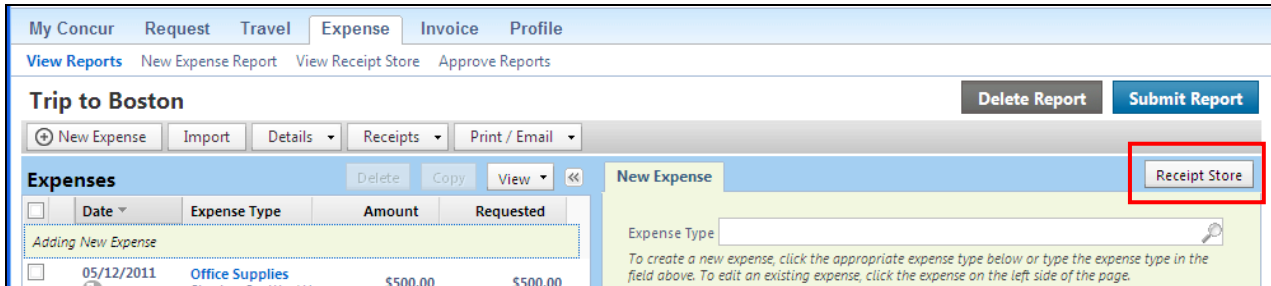 My Concur Request Travel Expense Invoice Profile
View Reports New Expense Report View Receipt Store Approve Reports
Trip to Boston Delete Report Submit Report
New Expense Import Details Receipts Print / Email
Expenses Delete Copy View New Expense Receipt Store
Date Expense Type Amount Requested
Adding New Expense
Expense Type
To create a new expense, click the appropriate expense type below or type the expense type in the
field above. To edit an existing expense, click the expense on the left side of the page.
05/12/2011 Office Supplies $500.00 $500.00